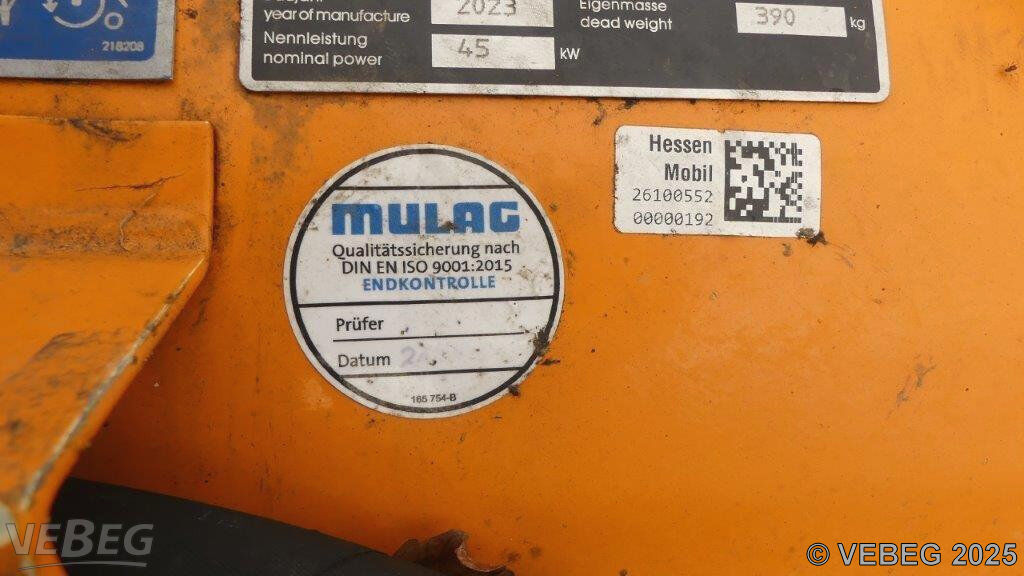 218208
year of manufacture 2023
Nennleistung
nominal power 45 kW
Eigenmasse
dead weight 390 kg
MULAG
Qualitätssicherung nach
DIN EN ISO 9001:2015
ENDKONTROLLE
Prüfer
Datum
165 754-B
Hessen
Mobil
26100552
00000192
VEBEG
© VEBEG 2025